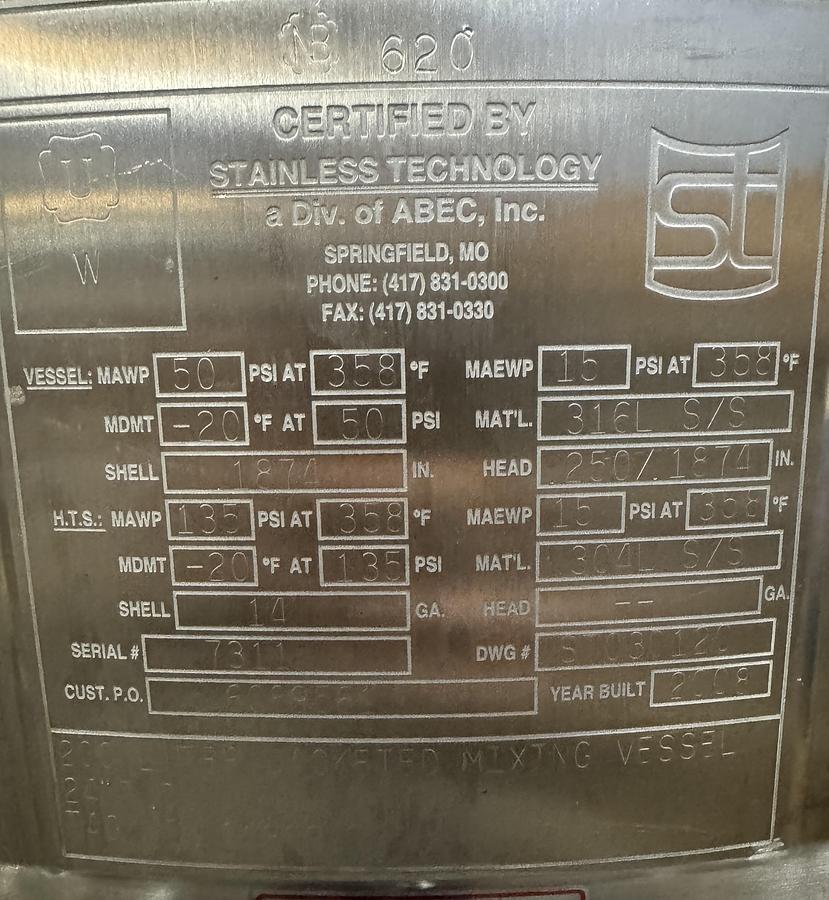 NB 620
CERTIFIED BY
STAINLESS TECHNOLOGY
a Div. of ABEC, Inc.
SPRINGFIELD, MO
PHONE: (417) 831-0300
FAX: (417) 831-0330
U
W
st
VESSEL: MAWP 50 PSI AT 358 °F MAEWP 15 PSI AT 358 °F
MDMT -20 °F AT 50 PSI MAT'L. 316L S/S
SHELL .1874 IN. HEAD .250/.1874 IN.
H.T.S.: MAWP 135 PSI AT 358 °F MAEWP 15 PSI AT 358 °F
MDMT -20 °F AT 135 PSI MAT'L. 304L S/S
SHELL 14 GA. HEAD -- GA.
SERIAL # 7311 DWG #
CUST. P.O. YEAR BUILT 2008
JACKETED MIXING VESSEL